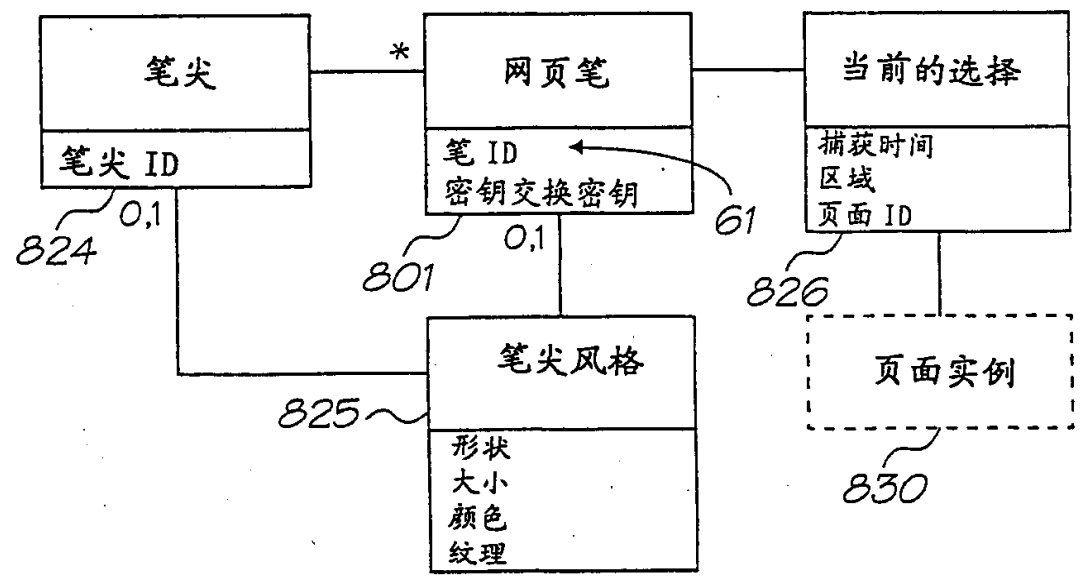 笔尖
笔尖 ID
824
0,1
*
网页笔
笔 ID
密钥交换密钥
801
0,1
61
当前的选择
捕获时间
区域
页面 ID
826
笔尖风格
825
形状
大小
颜色
纹理
页面实例
830